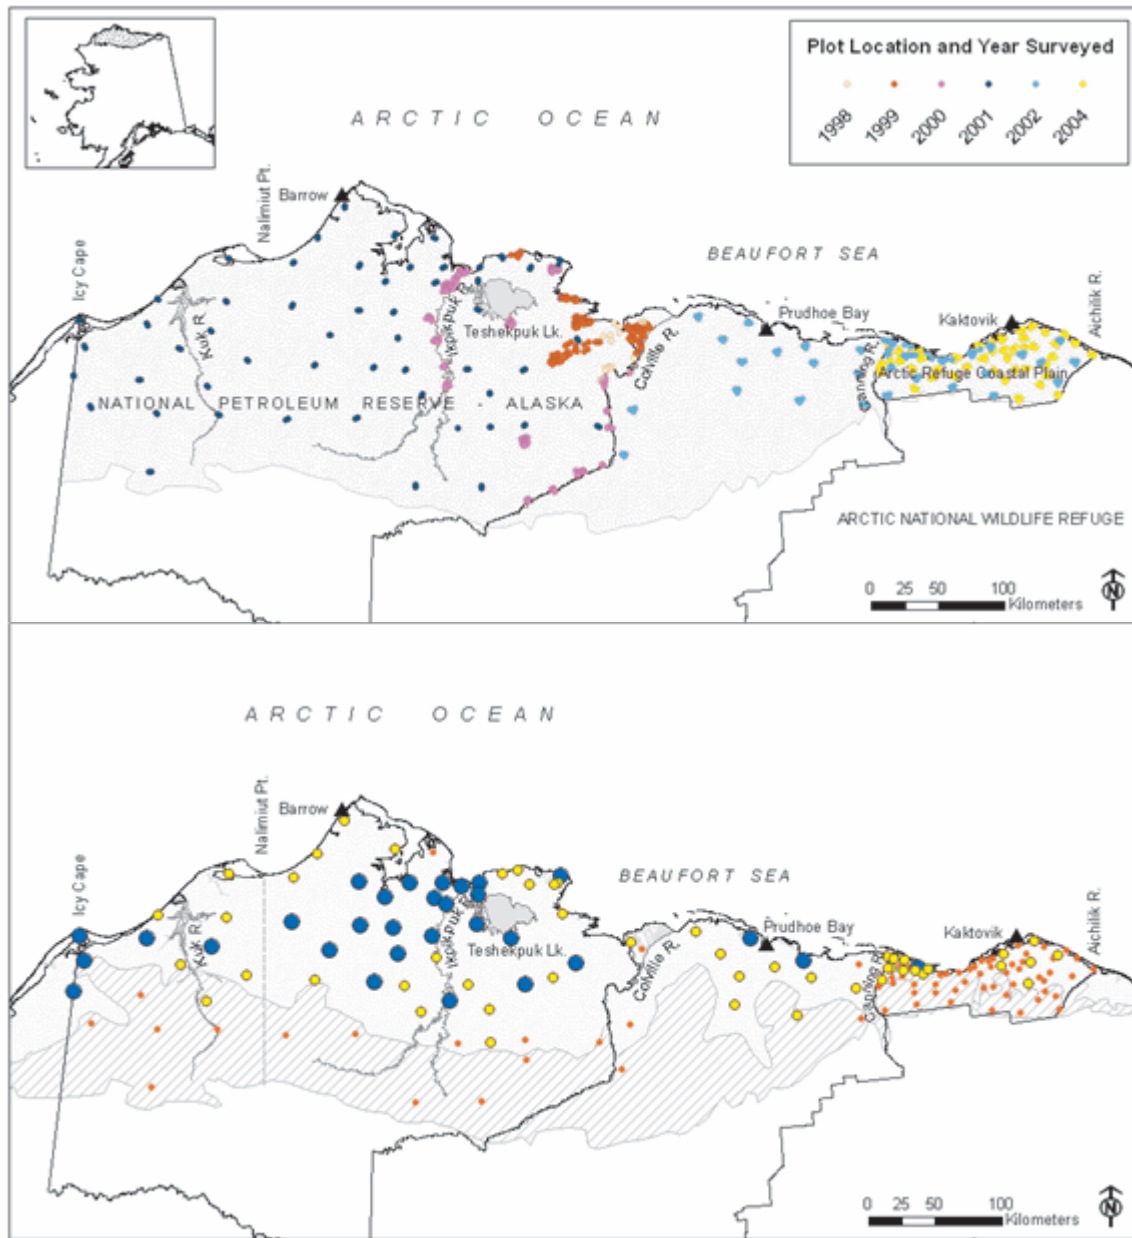 Plot Location and Year Surveyed
1998
1999
2000
2001
2002
2004
ARCTIC OCEAN
Nalimiut Pt.
Barrow
BEAUFORT SEA
Icy Cape
Aichilik R.
Prudhoe Bay
Kaktovik
Kuk R.
Ikpikpuk R.
Teshekpuk Lk.
Colville R.
Canning R.
Arctic Refuge Coastal Plain
NATIONAL PETROLEUM RESERVE - ALASKA
ARCTIC NATIONAL WILDLIFE REFUGE
0 25 50 100
Kilometers
N
ARCTIC OCEAN
Nalimiut Pt.
Barrow
BEAUFORT SEA
Icy Cape
Aichilik R.
Prudhoe Bay
Kaktovik
Kuk R.
Ikpikpuk R.
Teshekpuk Lk.
Colville R.
Canning R.
0 25 50 100
Kilometers
N